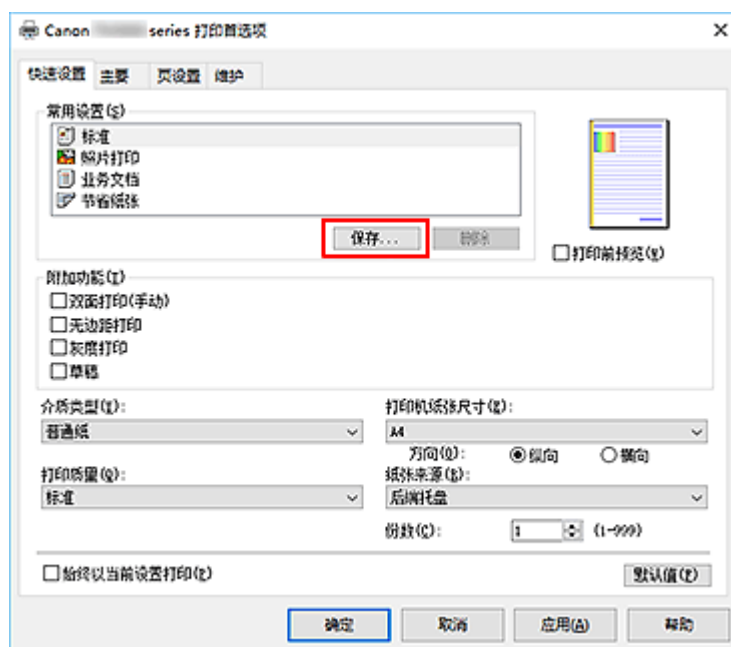 Canon series 打印首选项
快速设置 主要 页设置 维护
常用设置(S)
标准
照片打印
业务文档
节省纸张
保存... 删除
打印前预览(V)
附加功能(I)
双面打印(手动)
无边距打印
灰度打印
草稿
介质类型(Y): 打印机纸张尺寸(Z):
普通纸 A4
方向(O): 纵向 横向
打印质量(Q): 纸张来源(B):
标准 后端托盘
份数(C): 1 (1-999)
始终以当前设置打印(P) 默认值(F)
确定 取消 应用(A) 帮助